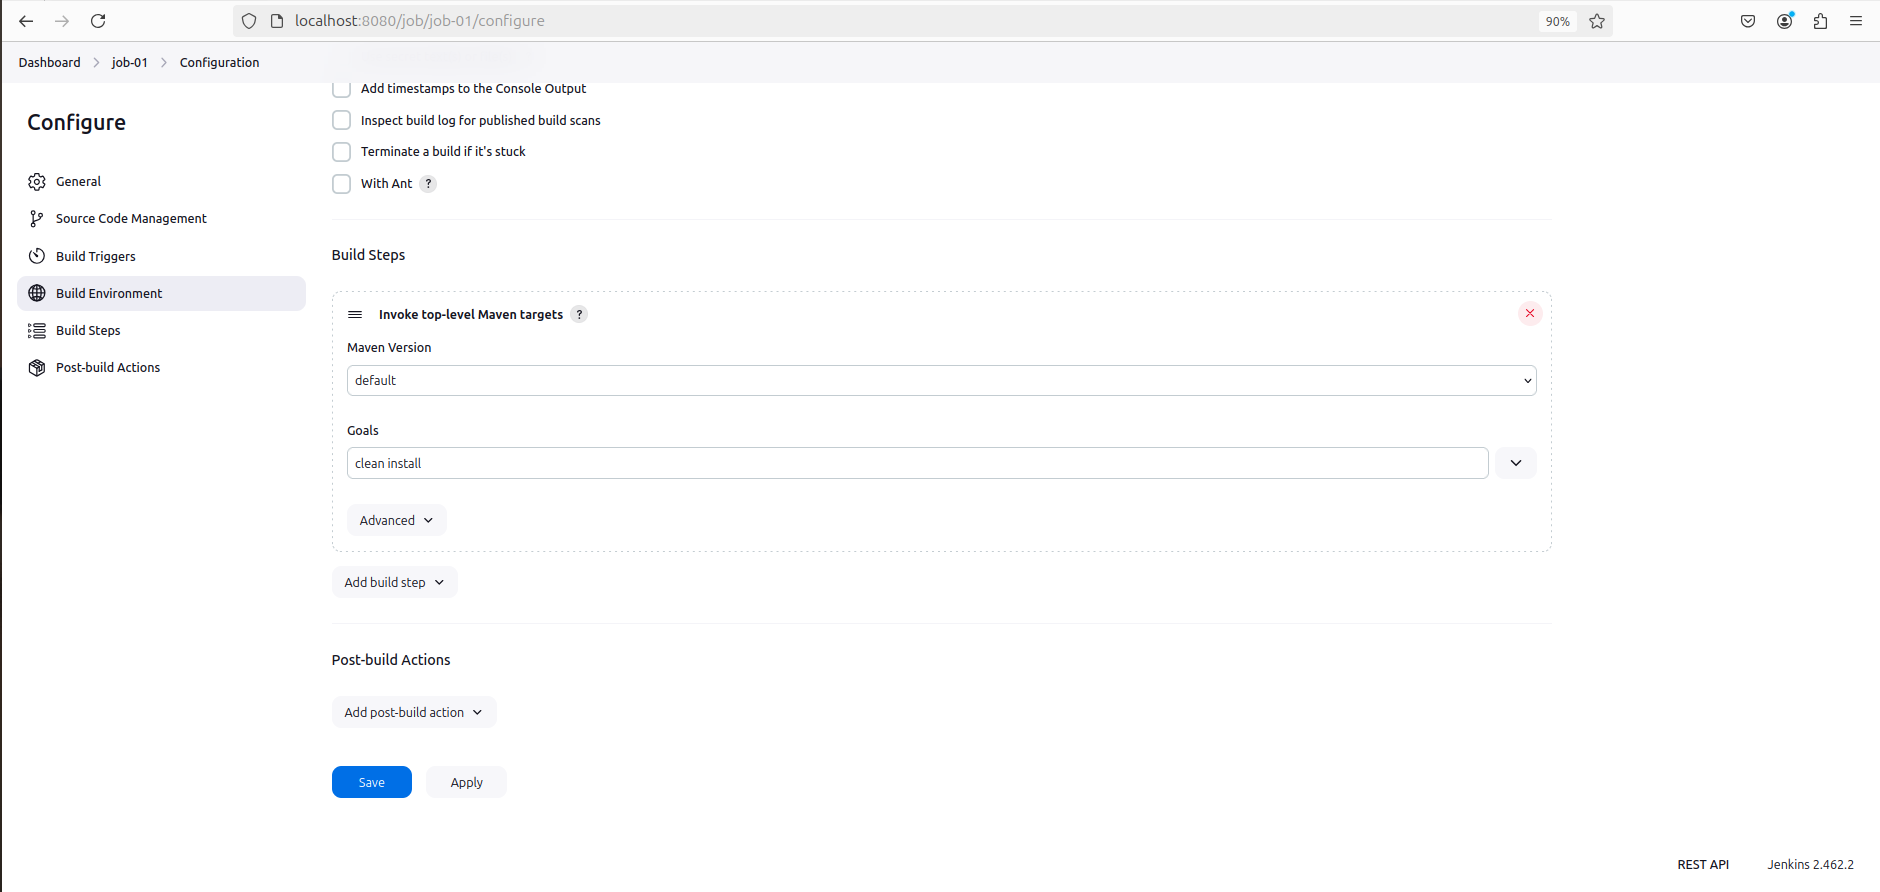 localhost:8080/job/job-01/configure
90%
Dashboard > job-01 > Configuration
Configure
General
Source Code Management
Build Triggers
Build Environment
Build Steps
Post-build Actions
Add timestamps to the Console Output
Inspect build log for published build scans
Terminate a build if it's stuck
With Ant ?
Build Steps
Invoke top-level Maven targets ?
Maven Version
default
Goals
clean install
Advanced
Add build step
Post-build Actions
Add post-build action
Save Apply
REST API Jenkins 2.462.2